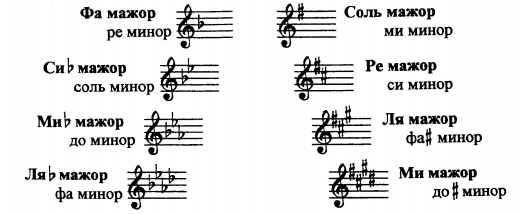 Фа мажор
ре минор
Соль мажор
ми минор
Си♭ мажор
соль минор
Ре мажор
си минор
Ми♭ мажор
до минор
Ля мажор
фа♯ минор
Ля♭ мажор
фа минор
Ми мажор
до♯ минор